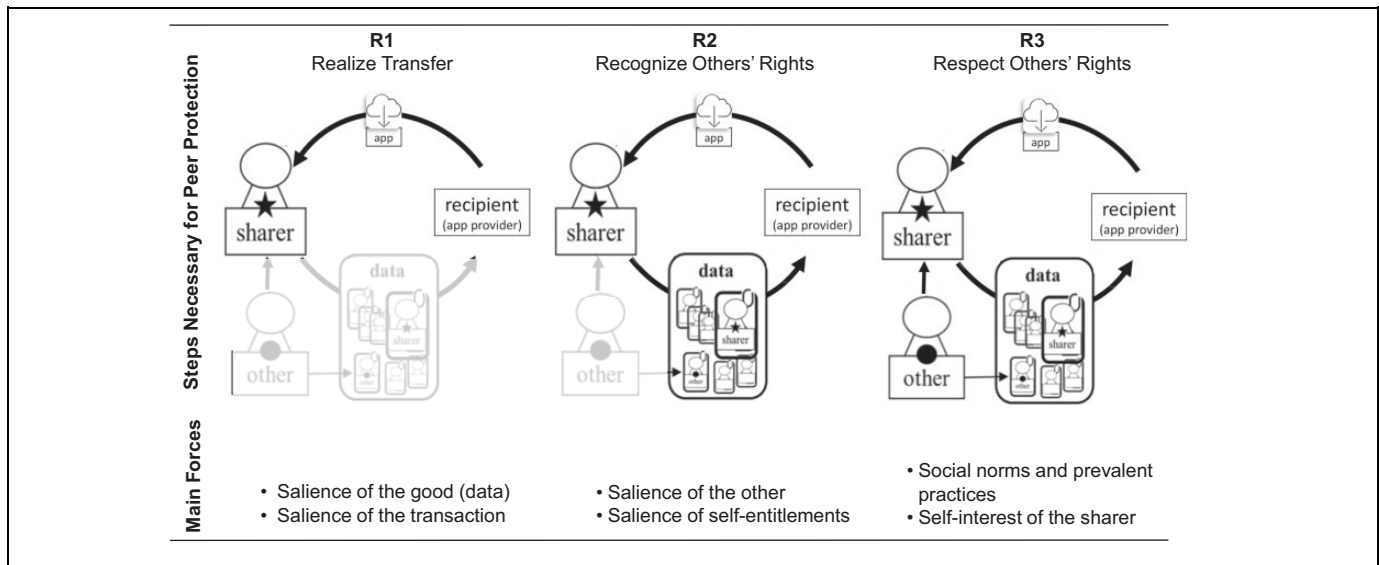 R1
Realize Transfer
R2
Recognize Others' Rights
R3
Respect Others' Rights
Steps Necessary for Peer Protection
app
sharer
recipient
(app provider)
data
sharer
other
other
app
sharer
recipient
(app provider)
data
sharer
other
other
app
sharer
recipient
(app provider)
data
sharer
other
other
Main Forces
• Salience of the good (data)
• Salience of the transaction
• Salience of the other
• Salience of self-entitlements
• Social norms and prevalent
practices
• Self-interest of the sharer